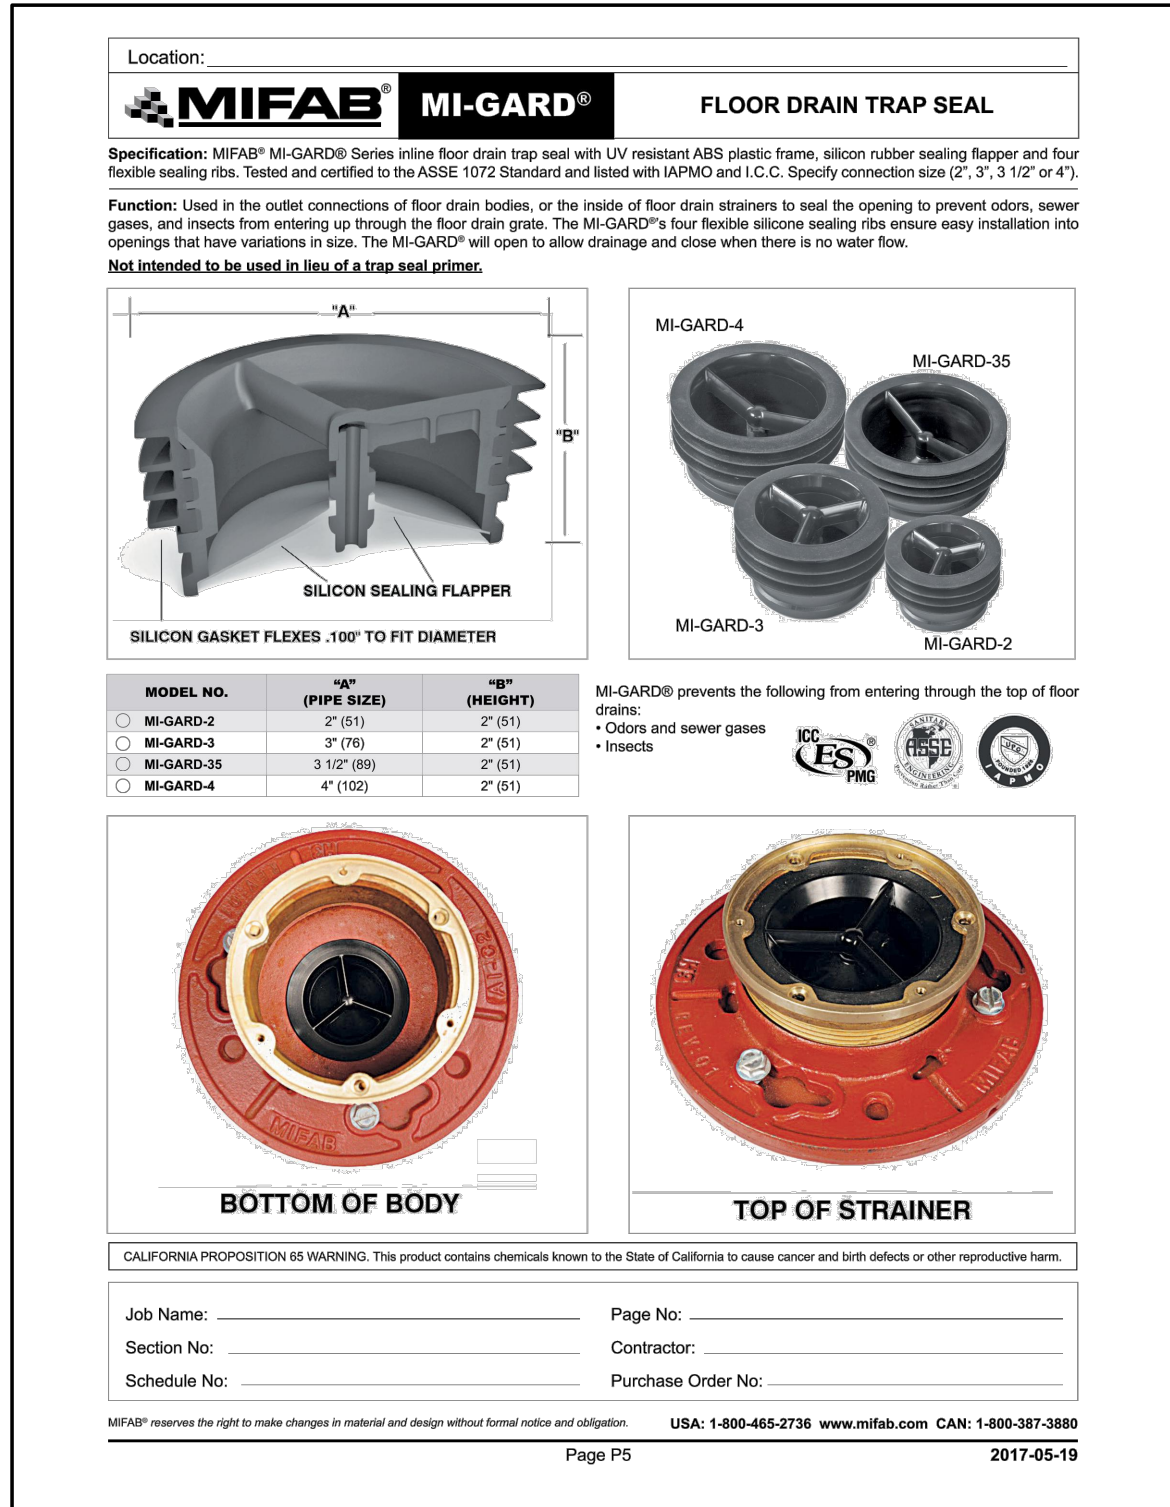 Location:
MIFAB®
MI-GARD®
FLOOR DRAIN TRAP SEAL
Specification: MIFAB® MI-GARD® Series inline floor drain trap seal with UV resistant ABS plastic frame, silicon rubber sealing flapper and four
flexible sealing ribs. Tested and certified to the ASSE 1072 Standard and listed with IAPMO and I.C.C. Specify connection size (2”, 3”, 3 1/2” or 4”).
Function: Used in the outlet connections of floor drain bodies, or the inside of floor drain strainers to seal the opening to prevent odors, sewer
gases, and insects from entering up through the floor drain grate. The MI-GARD®’s four flexible silicone sealing ribs ensure easy installation into
openings that have variations in size. The MI-GARD® will open to allow drainage and close when there is no water flow.
Not intended to be used in lieu of a trap seal primer.
"A"
"B"
SILICON SEALING FLAPPER
SILICON GASKET FLEXES .100" TO FIT DIAMETER
MI-GARD-4
MI-GARD-35
MI-GARD-3
MI-GARD-2
MODEL NO. “A” (PIPE SIZE) “B” (HEIGHT)
MI-GARD-2 2" (51) 2" (51)
MI-GARD-3 3" (76) 2" (51)
MI-GARD-35 3 1/2" (89) 2" (51)
MI-GARD-4 4" (102) 2" (51)
MI-GARD® prevents the following from entering through the top of floor
drains:
• Odors and sewer gases
• Insects
ICC
ES®
PMG
SANITARY
ASSE
ENGINEERING
Prevention Rather Than Cure
®
UPC
FOUNDED 1926
IAPMO
MIFAB
BOTTOM OF BODY
REV-01
MIFAB
TOP OF STRAINER
CALIFORNIA PROPOSITION 65 WARNING. This product contains chemicals known to the State of California to cause cancer and birth defects or other reproductive harm.
Job Name:
Page No:
Section No:
Contractor:
Schedule No:
Purchase Order No:
MIFAB® reserves the right to make changes in material and design without formal notice and obligation.
USA: 1-800-465-2736 www.mifab.com CAN: 1-800-387-3880
Page P5
2017-05-19